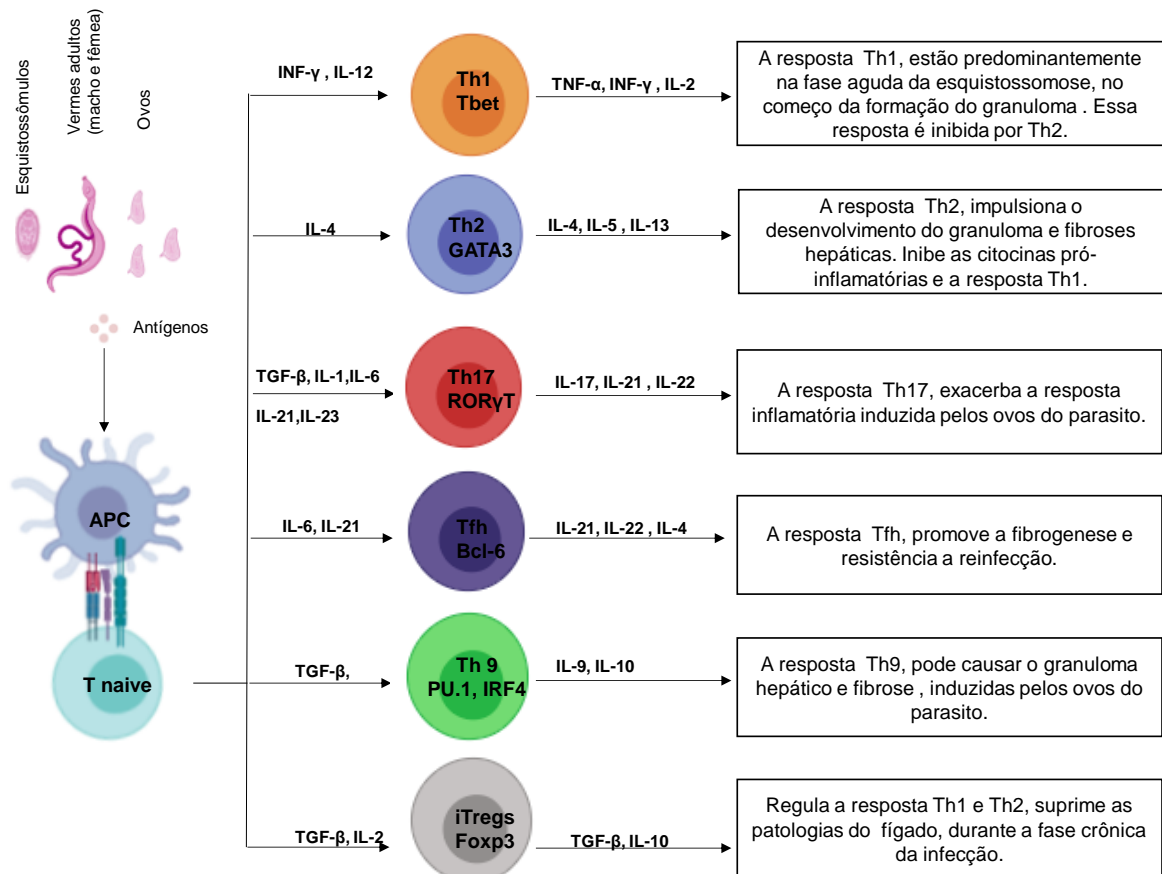 Esquistossômulos
Vermes adultos
(macho e fêmea)
Ovos
Antígenos
APC
T naive
INF-γ , IL-12
Th1
Tbet
TNF-α, INF-γ , IL-2
A resposta Th1, estão predominantemente
na fase aguda da esquistossomose, no
começo da formação do granuloma . Essa
resposta é inibida por Th2.
IL-4
Th2
GATA3
IL-4, IL-5 , IL-13
A resposta Th2, impulsiona o
desenvolvimento do granuloma e fibroses
hepáticas. Inibe as citocinas pró-
inflamatórias e a resposta Th1.
TGF-β, IL-1,IL-6
IL-21,IL-23
Th17
RORγT
IL-17, IL-21 , IL-22
A resposta Th17, exacerba a resposta
inflamatória induzida pelos ovos do parasito.
IL-6, IL-21
Tfh
Bcl-6
IL-21, IL-22 , IL-4
A resposta Tfh, promove a fibrogenese e
resistência a reinfecção.
TGF-β,
Th 9
PU.1, IRF4
IL-9, IL-10
A resposta Th9, pode causar o granuloma
hepático e fibrose , induzidas pelos ovos do
parasito.
TGF-β, IL-2
iTregs
Foxp3
TGF-β, IL-10
Regula a resposta Th1 e Th2, suprime as
patologias do fígado, durante a fase crônica
da infecção.